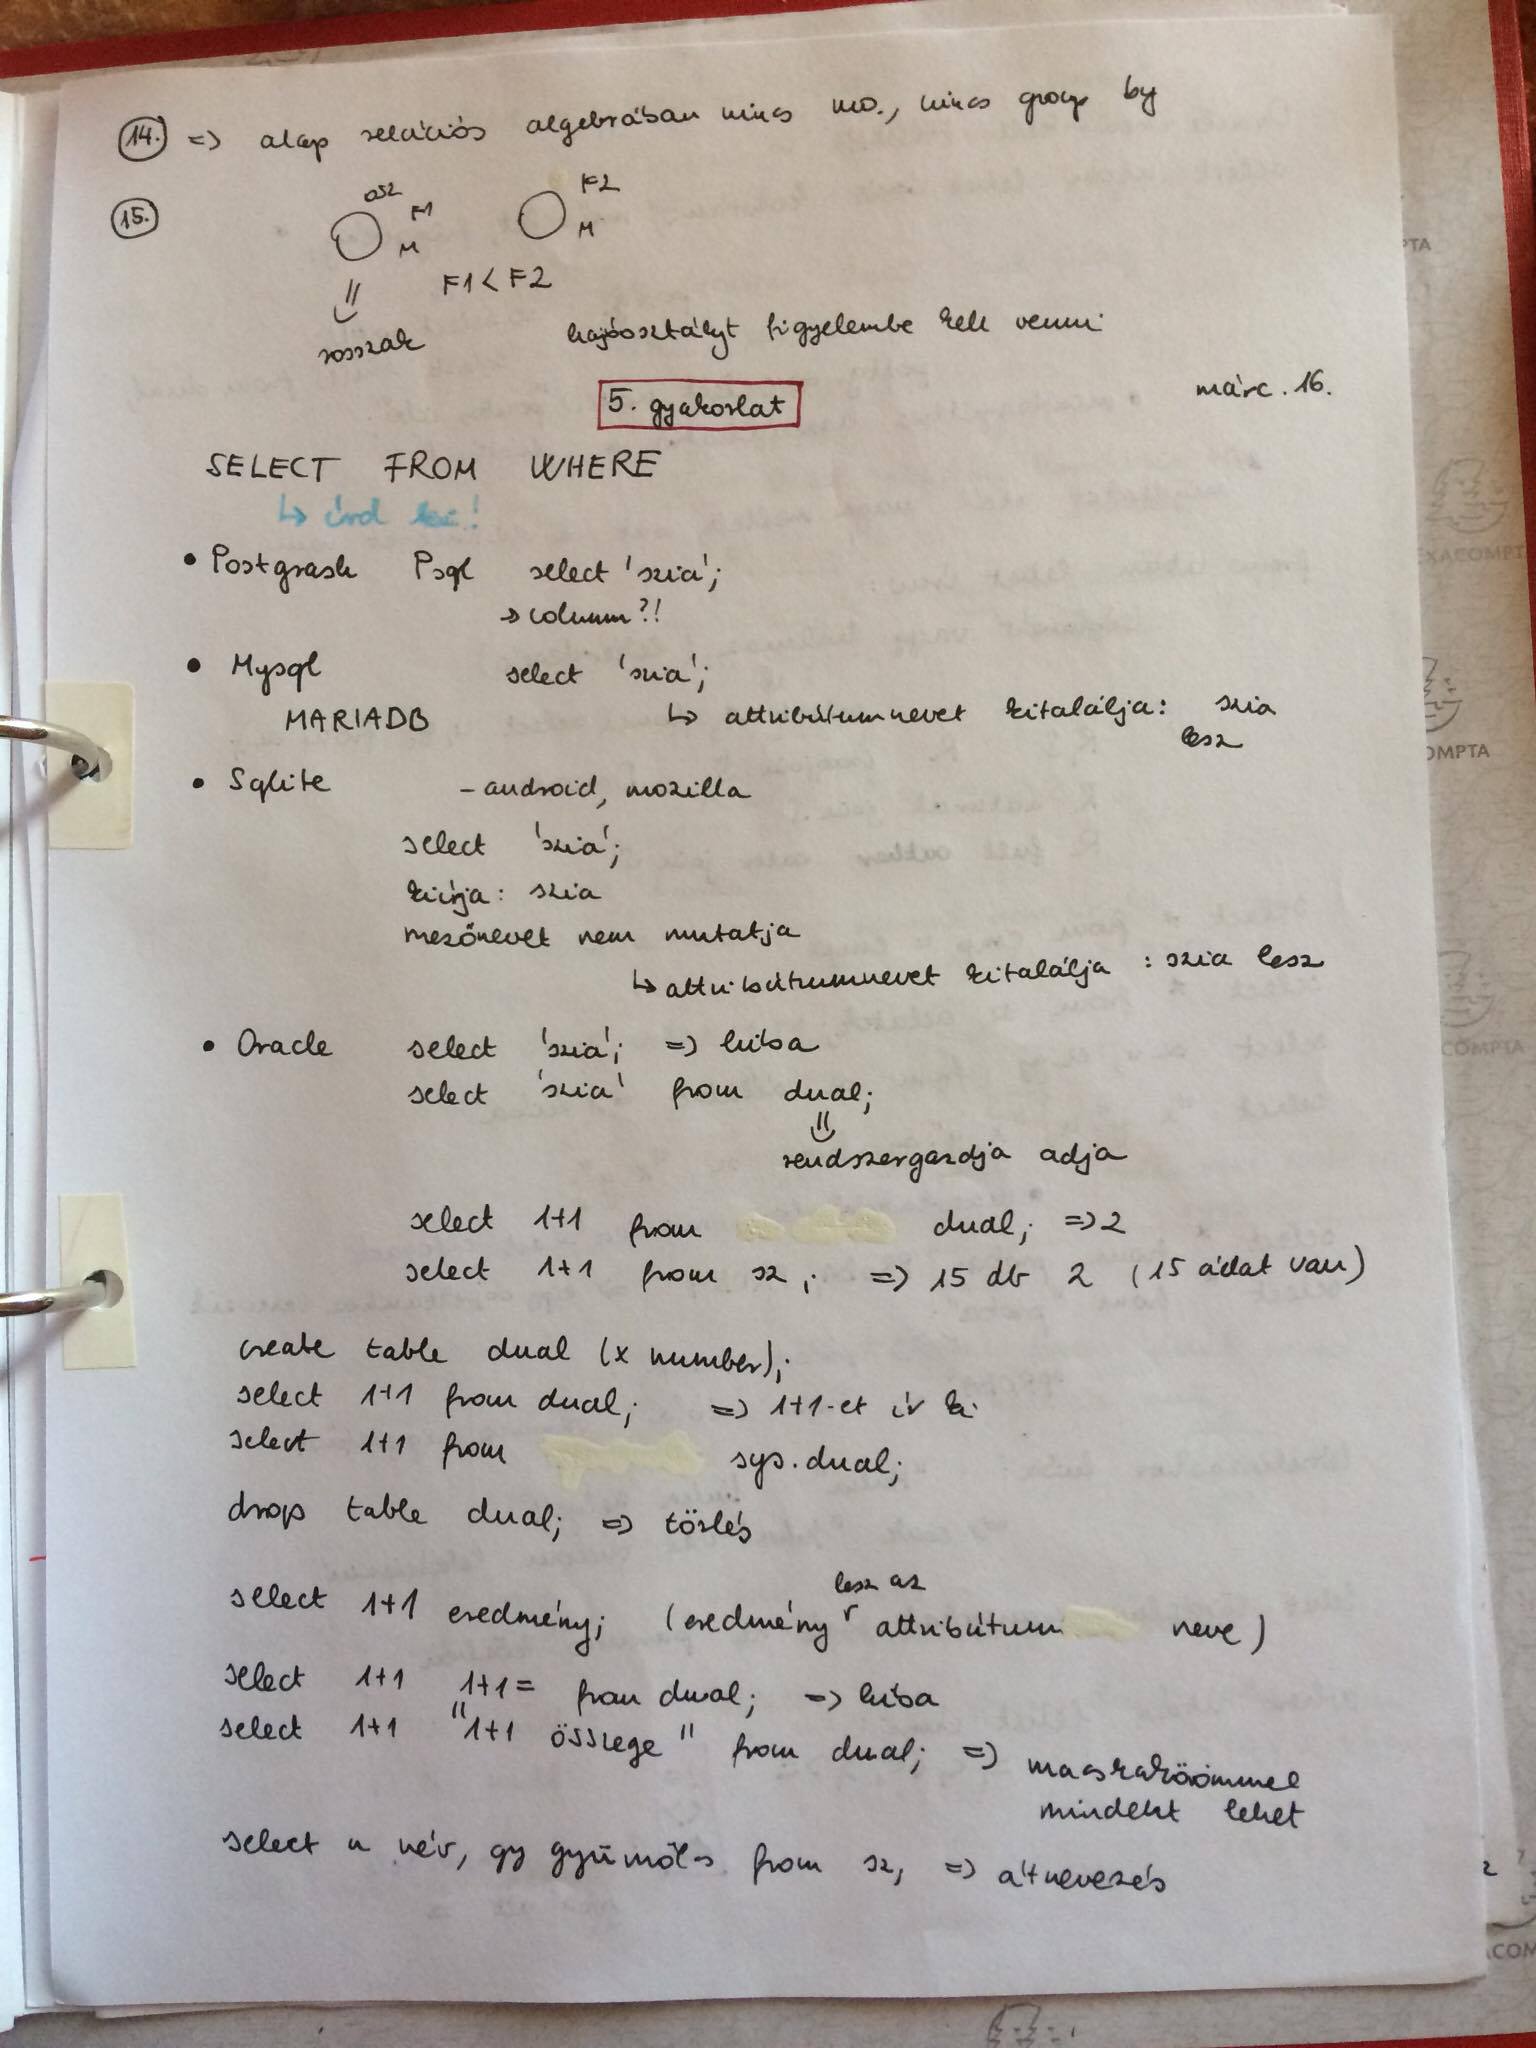 14. => alap relációs algebrában nincs mo., nincs group by
15.
osz F1 M
F2 M
F1 < F2
rosszak
hajóosztályt figyelembe kell venni
5. gyakorlat
márc. 16.
SELECT FROM WHERE
↳ írd ki!
• Postgrash Psql select 'szia';
→ column?!
• Mysql select 'szia';
MARIADB ↳ attribútumnevet kitalálja: szia
lesz
• Sqlite - android, mozilla
select 'szia';
kiírja: szia
mezőnevet nem mutatja
↳ attribútumnevet kitalálja : szia lesz
• Oracle select 'szia'; => hiba
select 'szia' from dual;
rendszergazdja adja
select 1+1 from dual; => 2
select 1+1 from sz; => 15 db 2 (15 adat van)
create table dual (x number);
select 1+1 from dual; => 1+1-et ír ki
select 1+1 from sys.dual;
drop table dual; => törlés
select 1+1 eredmény; (eredmény lesz az attribútum neve)
select 1+1 1+1= from dual; => hiba
select 1+1 "1+1 összege" from dual; => macskakörömmel
mindent lehet
select n név, gy gyümölcs from sz; => átnevezés
EXACOMPTA